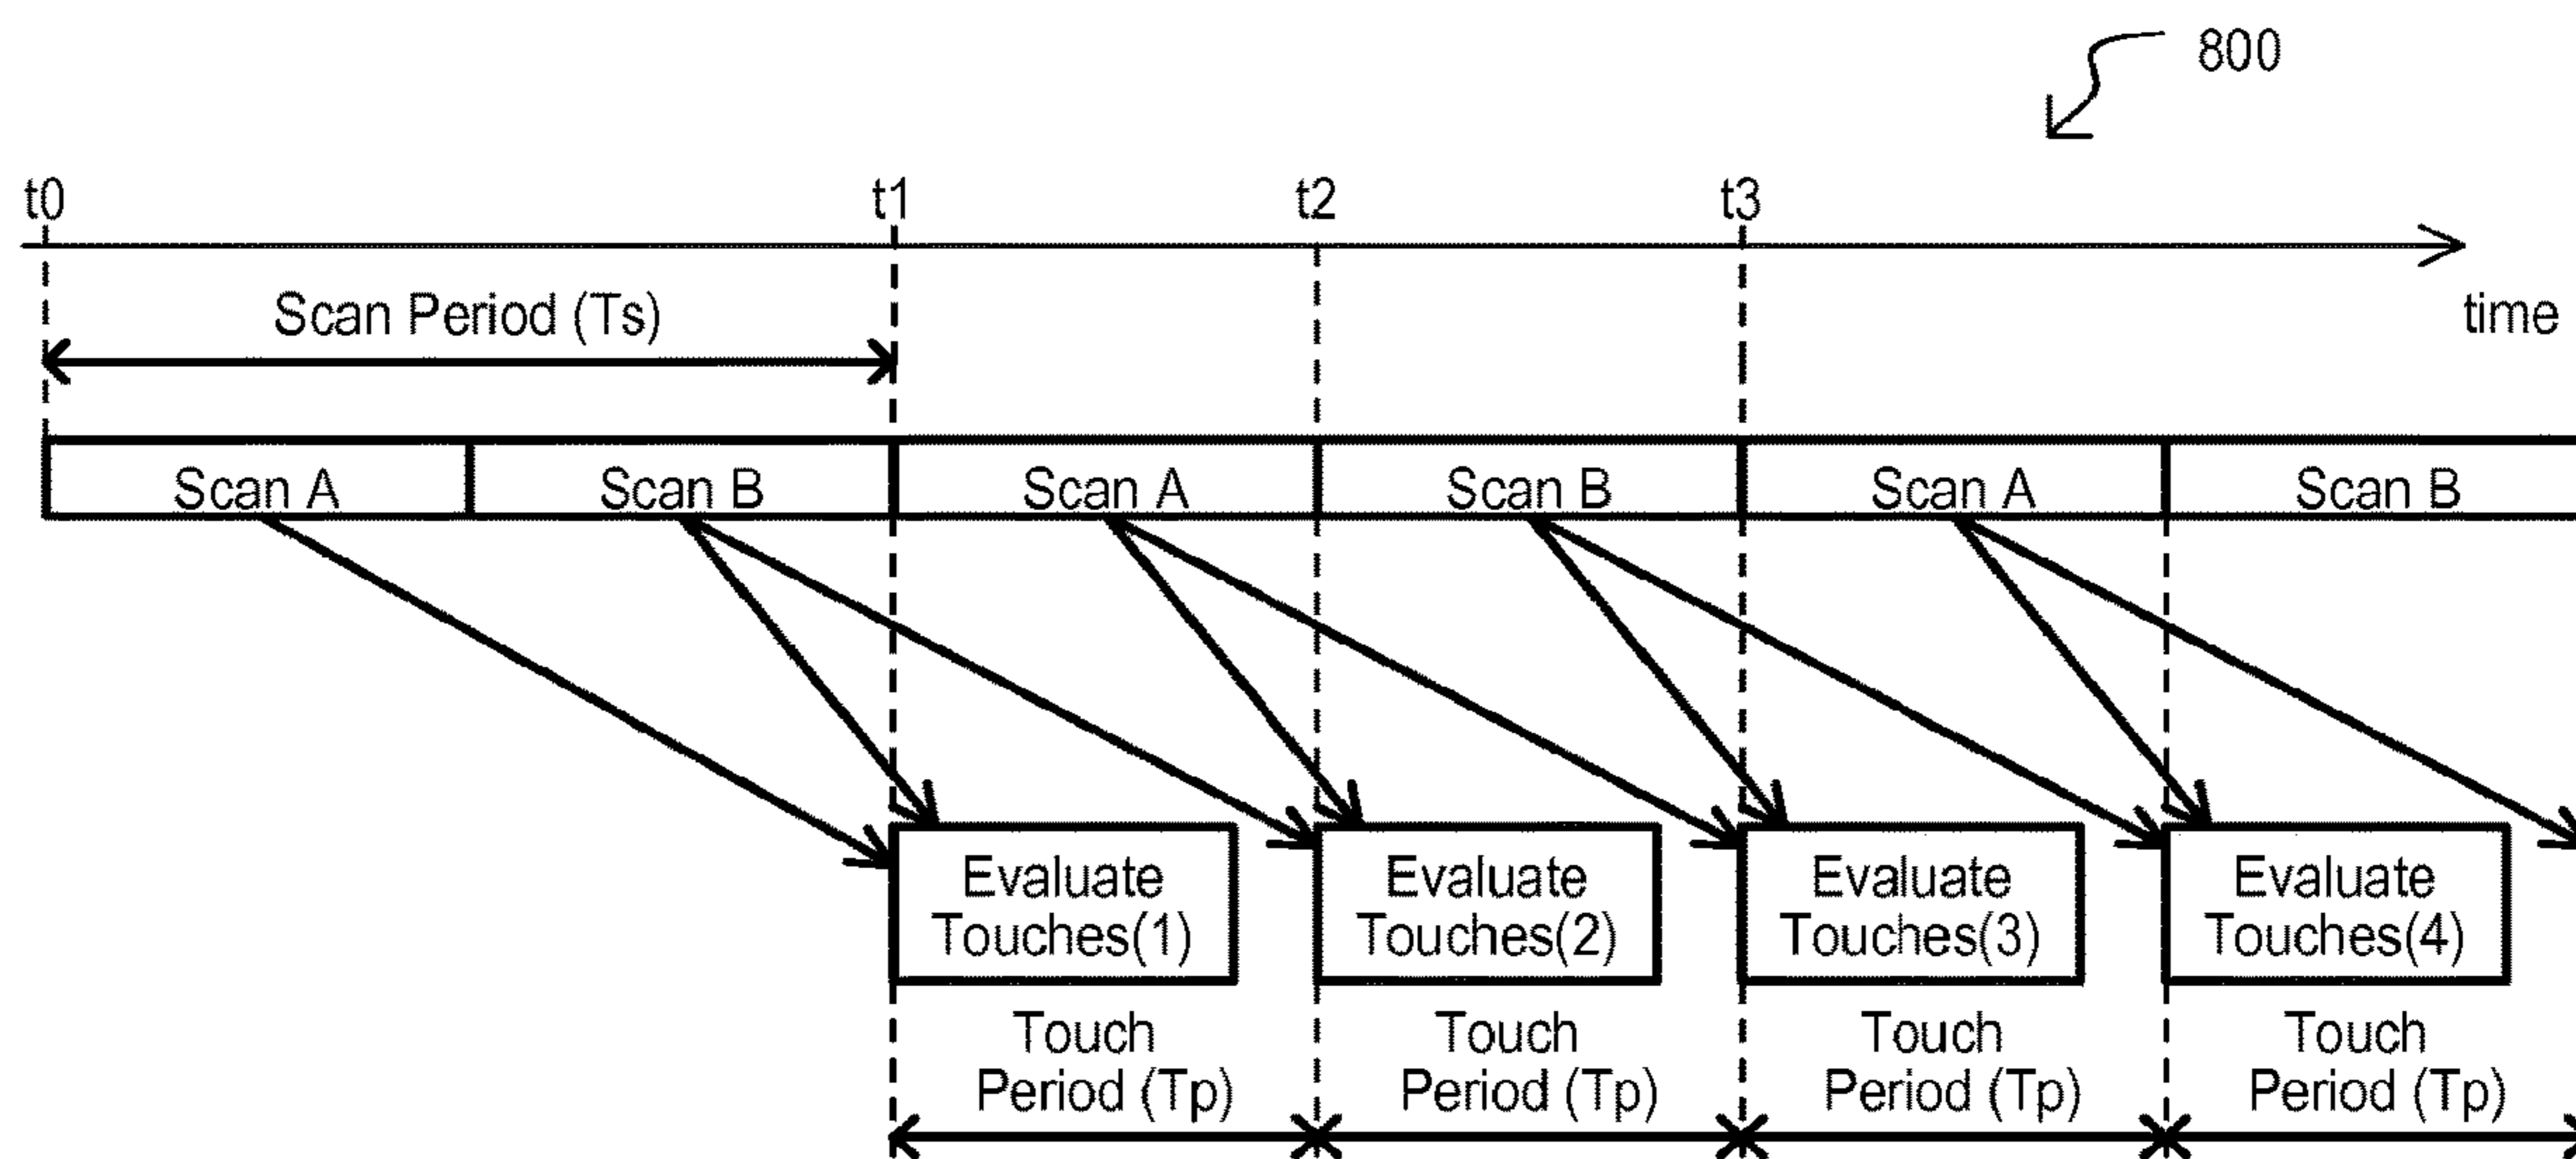 800
t0 t1 t2 t3
Scan Period (Ts)
time
Scan A Scan B Scan A Scan B Scan A Scan B
Evaluate Evaluate Evaluate Evaluate
Touches(1) Touches(2) Touches(3) Touches(4)
Touch Touch Touch Touch
Period (Tp) Period (Tp) Period (Tp) Period (Tp)